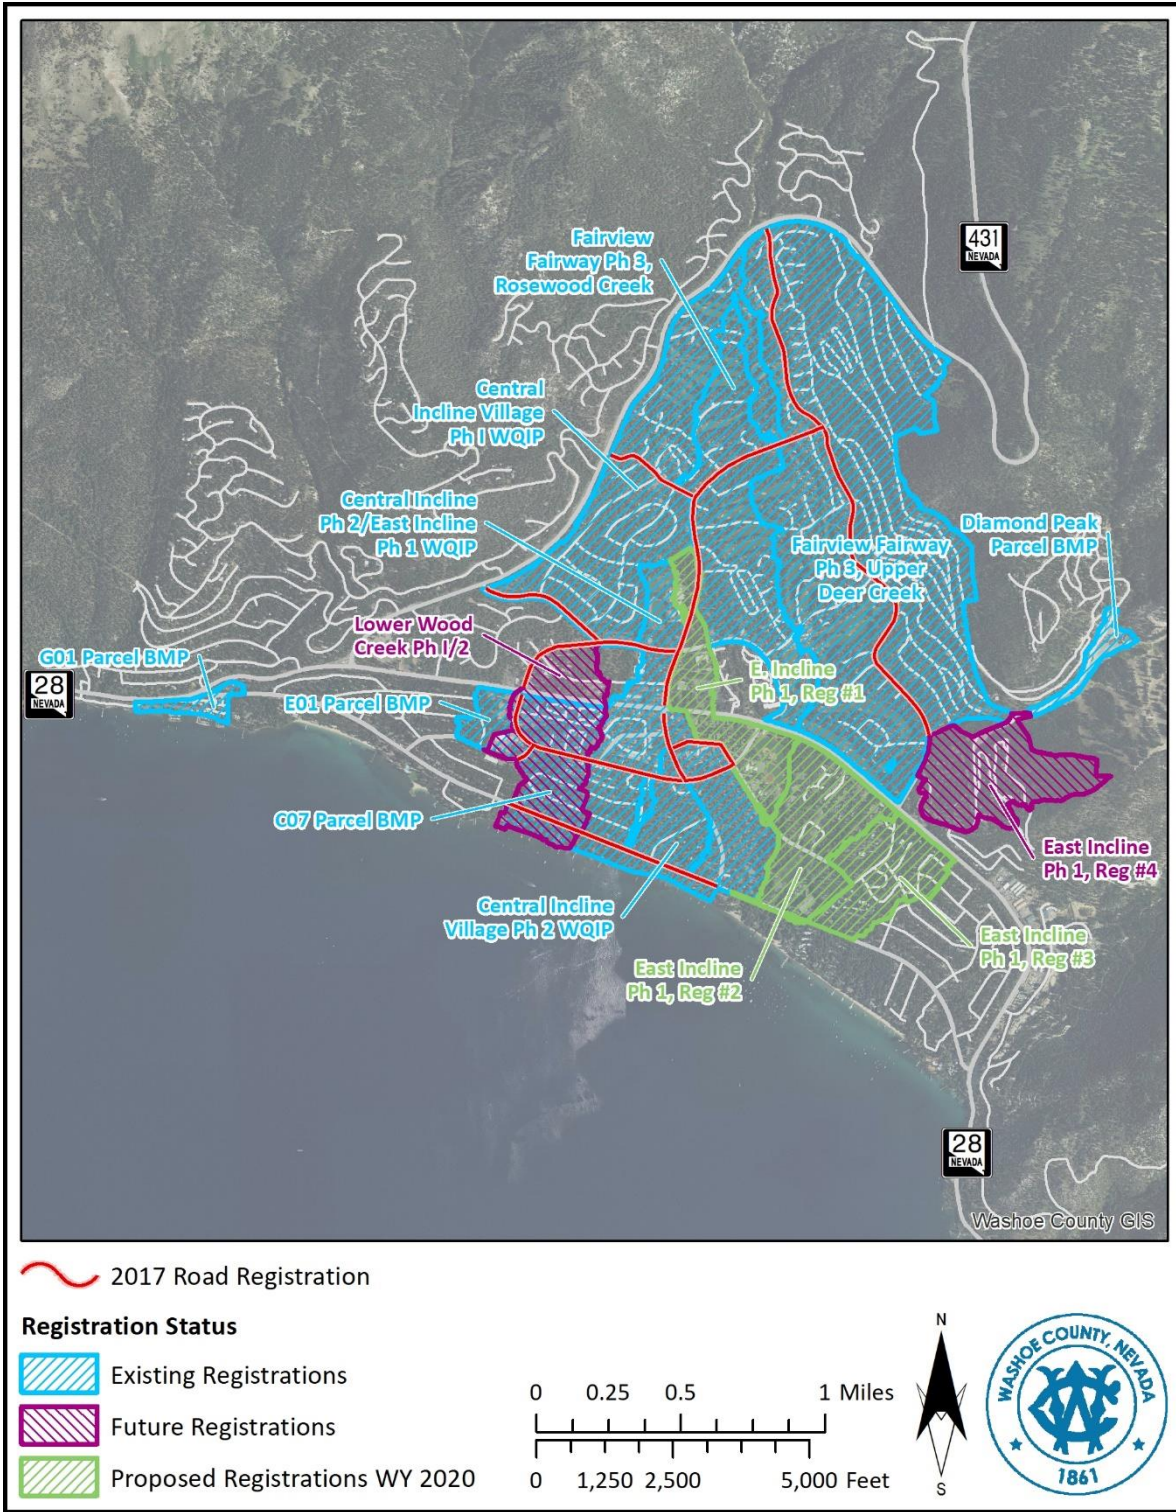 431
NEVADA
Fairview
Fairway Ph 3,
Rosewood Creek
Central
Incline Village
Ph I WQIP
Central Incline
Ph 2/East Incline
Ph 1 WQIP
Diamond Peak
Parcel BMP
Fairview Fairway
Ph 3, Upper
Deer Creek
Lower Wood
Creek Ph I/2
G01 Parcel BMP
28
NEVADA
E01 Parcel BMP
E. Incline
Ph 1, Reg #1
C07 Parcel BMP
East Incline
Ph 1, Reg #4
Central Incline
Village Ph 2 WQIP
East Incline
Ph 1, Reg #3
East Incline
Ph 1, Reg #2
28
NEVADA
Washoe County GIS
2017 Road Registration
Registration Status
Existing Registrations
Future Registrations
Proposed Registrations WY 2020
0 0.25 0.5 1 Miles
0 1,250 2,500 5,000 Feet
N
S
WASHOE COUNTY, NEVADA
1861